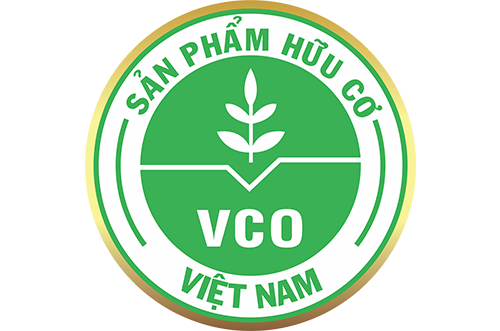 SẢN PHẨM HỮU CƠ
VCO
VIỆT NAM